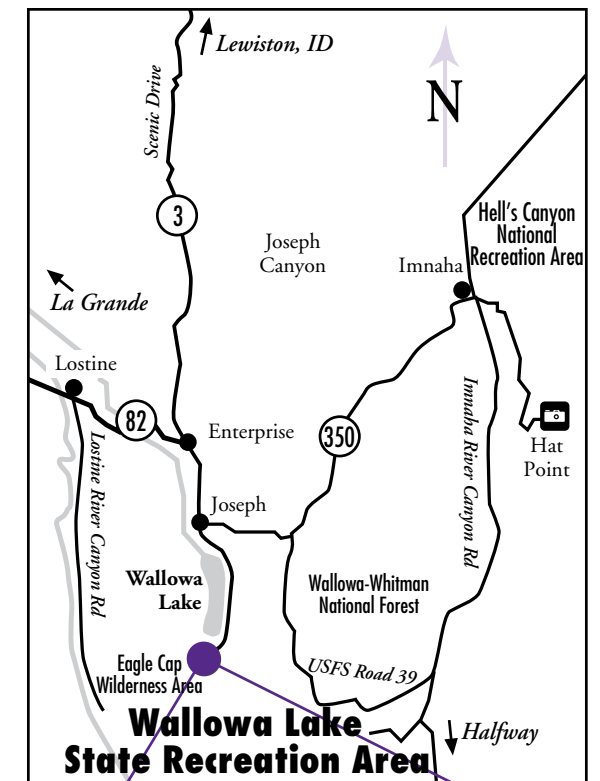 Lewiston, ID
Scenic Drive
N
3
Hell's Canyon
National
Recreation Area
Joseph
Canyon
Imnaha
La Grande
Lostine
82
Enterprise
350
Imnaha River Canyon Rd
Hat
Point
Lostine River Canyon Rd
Joseph
Wallowa
Lake
Wallowa-Whitman
National Forest
Eagle Cap
Wilderness Area
USFS Road 39
Wallowa Lake
State Recreation Area
Halfway